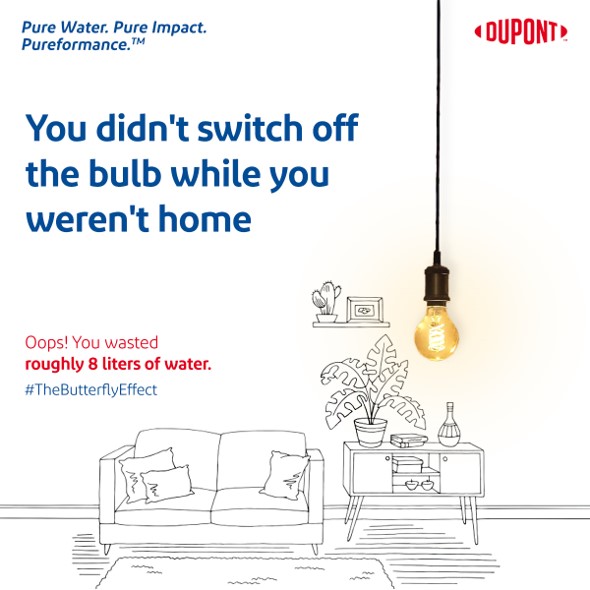 Pure Water. Pure Impact.
Pureformance.™
DUPONT™
You didn't switch off
the bulb while you
weren't home
Oops! You wasted
roughly 8 liters of water.
#TheButterflyEffect